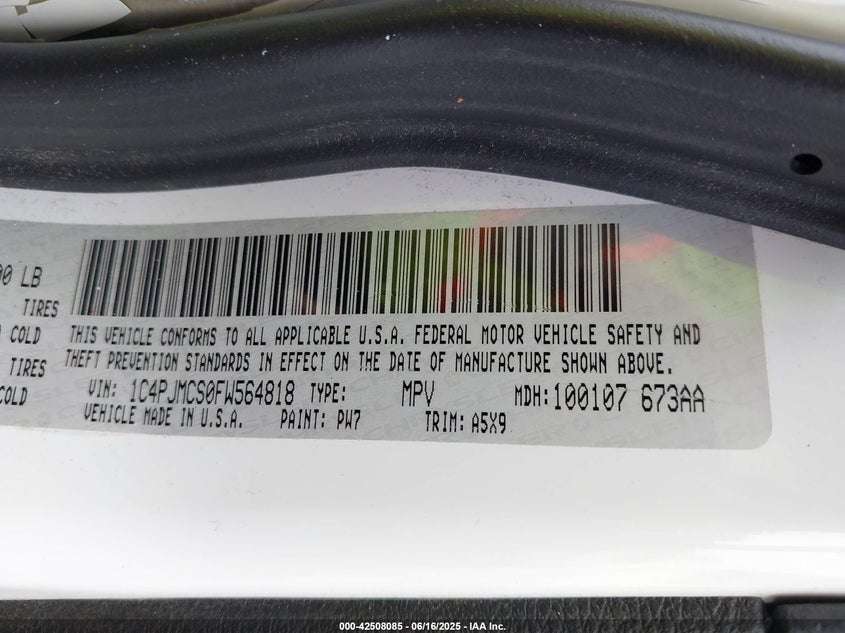 00 LB
TIRES
COLD
TIRES
COLD
THIS VEHICLE CONFORMS TO ALL APPLICABLE U.S.A. FEDERAL MOTOR VEHICLE SAFETY AND
THEFT PREVENTION STANDARDS IN EFFECT ON THE DATE OF MANUFACTURE SHOWN ABOVE.
VIN: 1C4PJMCS0FW564818 TYPE: MPV MDH:100107 673AA
VEHICLE MADE IN U.S.A. PAINT: PW7 TRIM: A5X9
000-42508085 - 06/16/2025 - IAA Inc.